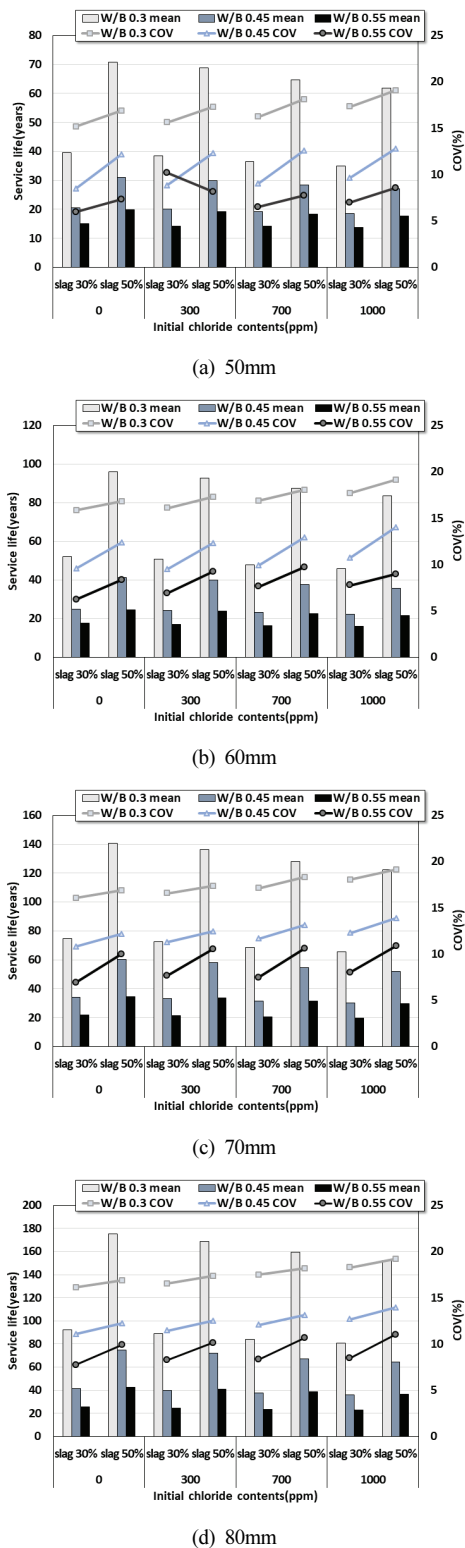 W/B 0.3 mean W/B 0.45 mean W/B 0.55 mean
W/B 0.3 COV W/B 0.45 COV W/B 0.55 COV
80 25
70
60 20
50 15
40
30 10
20 5
10
0 0
Service life(years)
COV(%)
slag 30% slag 50% slag 30% slag 50% slag 30% slag 50% slag 30% slag 50%
0 300 700 1000
Initial chloride contents(ppm)
(a) 50mm
W/B 0.3 mean W/B 0.45 mean W/B 0.55 mean
W/B 0.3 COV W/B 0.45 COV W/B 0.55 COV
120 25
100 20
80 15
60
40 10
20 5
0 0
Service life(years)
COV(%)
slag 30% slag 50% slag 30% slag 50% slag 30% slag 50% slag 30% slag 50%
0 300 700 1000
Initial chloride contents(ppm)
(b) 60mm
W/B 0.3 mean W/B 0.45 mean W/B 0.55 mean
W/B 0.3 COV W/B 0.45 COV W/B 0.55 COV
160 25
140
120 20
100 15
80
60 10
40 5
20
0 0
Service life(years)
COV(%)
slag 30% slag 50% slag 30% slag 50% slag 30% slag 50% slag 30% slag 50%
0 300 700 1000
Initial chloride contents(ppm)
(c) 70mm
W/B 0.3 mean W/B 0.45 mean W/B 0.55 mean
W/B 0.3 COV W/B 0.45 COV W/B 0.55 COV
200 25
180
160 20
140
120 15
100
80 10
60
40 5
20
0 0
Service life(years)
COV(%)
slag 30% slag 50% slag 30% slag 50% slag 30% slag 50% slag 30% slag 50%
0 300 700 1000
Initial chloride contents(ppm)
(d) 80mm